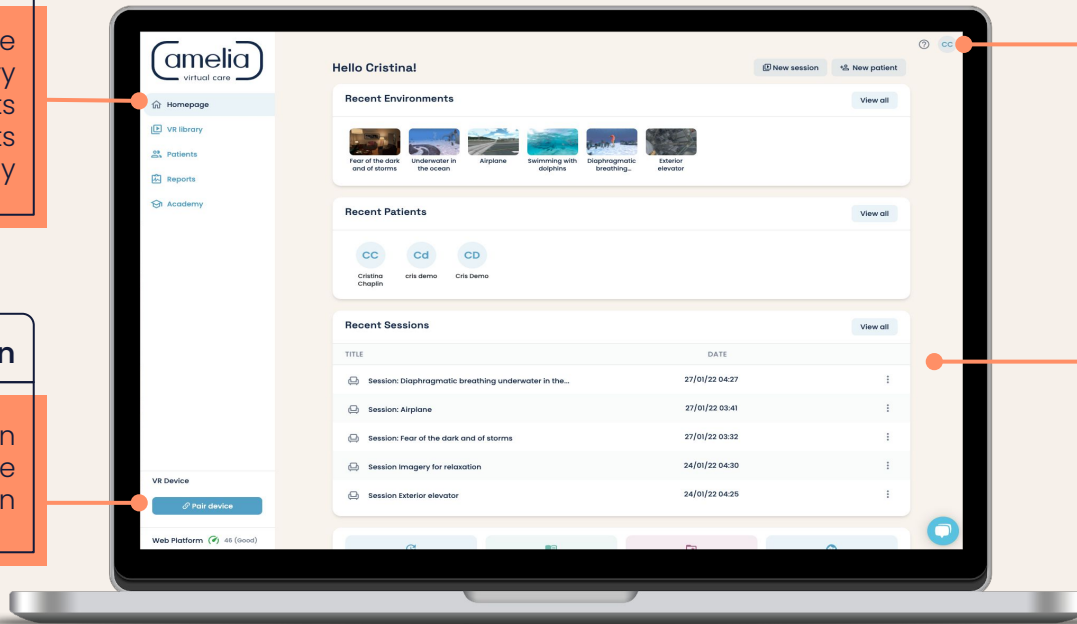 e
y
ts
ts
y
n
n
e
n
amelia
virtual care
Homepage
VR library
Patients
Reports
Academy
VR Device
Pair device
Web Platform 46 (Good)
CC
Hello Cristina!
New session
New patient
Recent Environments
View all
Fear of the dark
and of storms
Underwater in
the ocean
Airplane
Swimming with
dolphins
Diaphragmatic
breathing...
Exterior
elevator
Recent Patients
View all
CC
Cristina
Chaplin
Cd
cris demo
CD
Cris Demo
Recent Sessions
View all
TITLE DATE
Session: Diaphragmatic breathing underwater in the... 27/01/22 04:27
Session: Airplane 27/01/22 03:41
Session: Fear of the dark and of storms 27/01/22 03:32
Session Imagery for relaxation 24/01/22 04:30
Session Exterior elevator 24/01/22 04:25